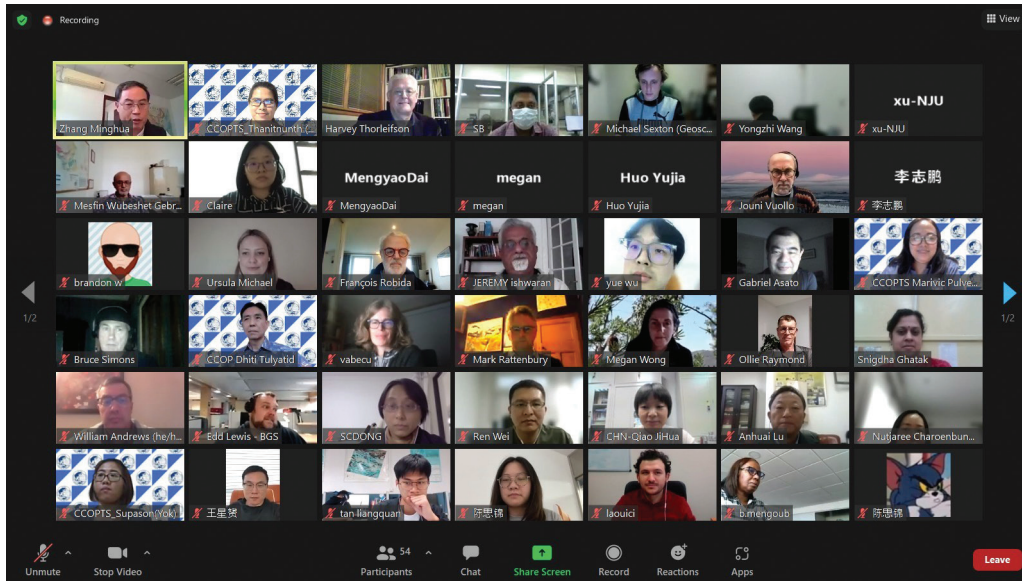 Recording
View
Zhang Minghua
CCOPTS_Thanitnunth.(...
Harvey Thorleifson
SB
Michael Sexton (Geosc...
Yongzhi Wang
xu-NJU
xu-NJU
Mesfin Wubeshet Gebr...
Claire
MengyaoDai
MengyaoDai
megan
megan
Huo Yujia
Huo Yujia
Jouni Vuollo
李志鹏
李志鹏
brandon w
Ursula Michael
François Robida
JEREMY ishwaran
yue wu
Gabriel Asato
CCOPTS Marivic Pulve...
1/2
1/2
Bruce Simons
CCOP Dhiti Tulyatid
vabecu
Mark Rattenbury
Megan Wong
Ollie Raymond
Snigdha Ghatak
William Andrews (he/h...
Edd Lewis - BGS
SCDONG
Ren Wei
CHN-Qiao JiHua
Anhuai Lu
Nutjaree Charoenbun...
CCOPTS_Supason(Yok)
王星赟
tan liangquan
陈思锦
laouici
b.mengoub
陈思锦
Unmute
Stop Video
54
Participants
Chat
Share Screen
Record
Reactions
Apps
Leave